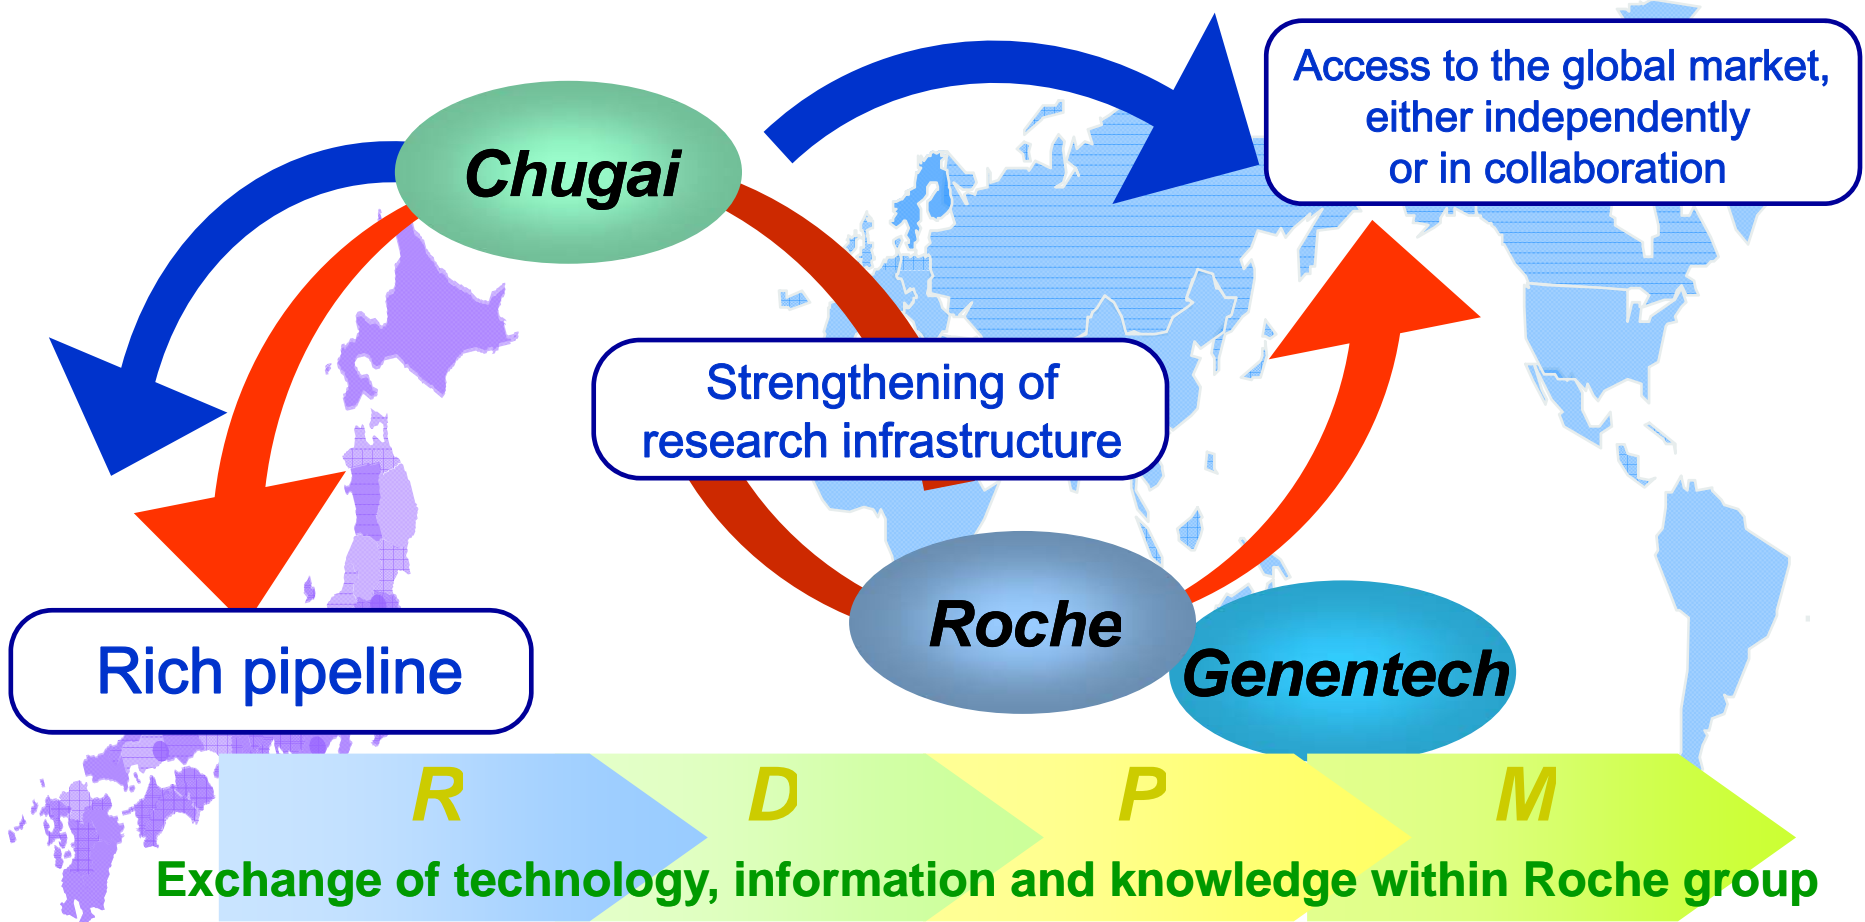 Chugai
Access to the global market,
either independently
or in collaboration
Strengthening of
research infrastructure
Roche
Genentech
Rich pipeline
R D P M
Exchange of technology, information and knowledge within Roche group